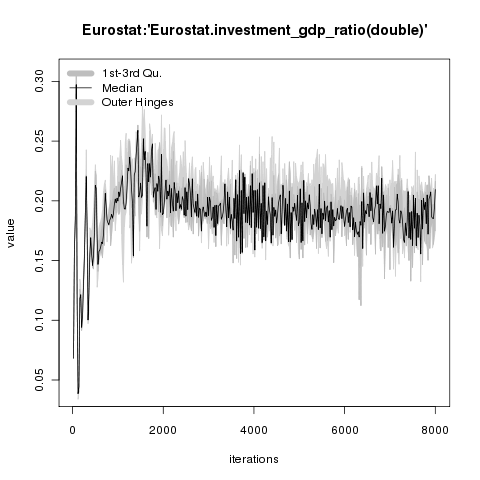 Eurostat:'Eurostat.investment_gdp_ratio(double)'
1st-3rd Qu.
Median
Outer Hinges
value
0.30
0.25
0.20
0.15
0.10
0.05
0
2000
4000
6000
8000
iterations